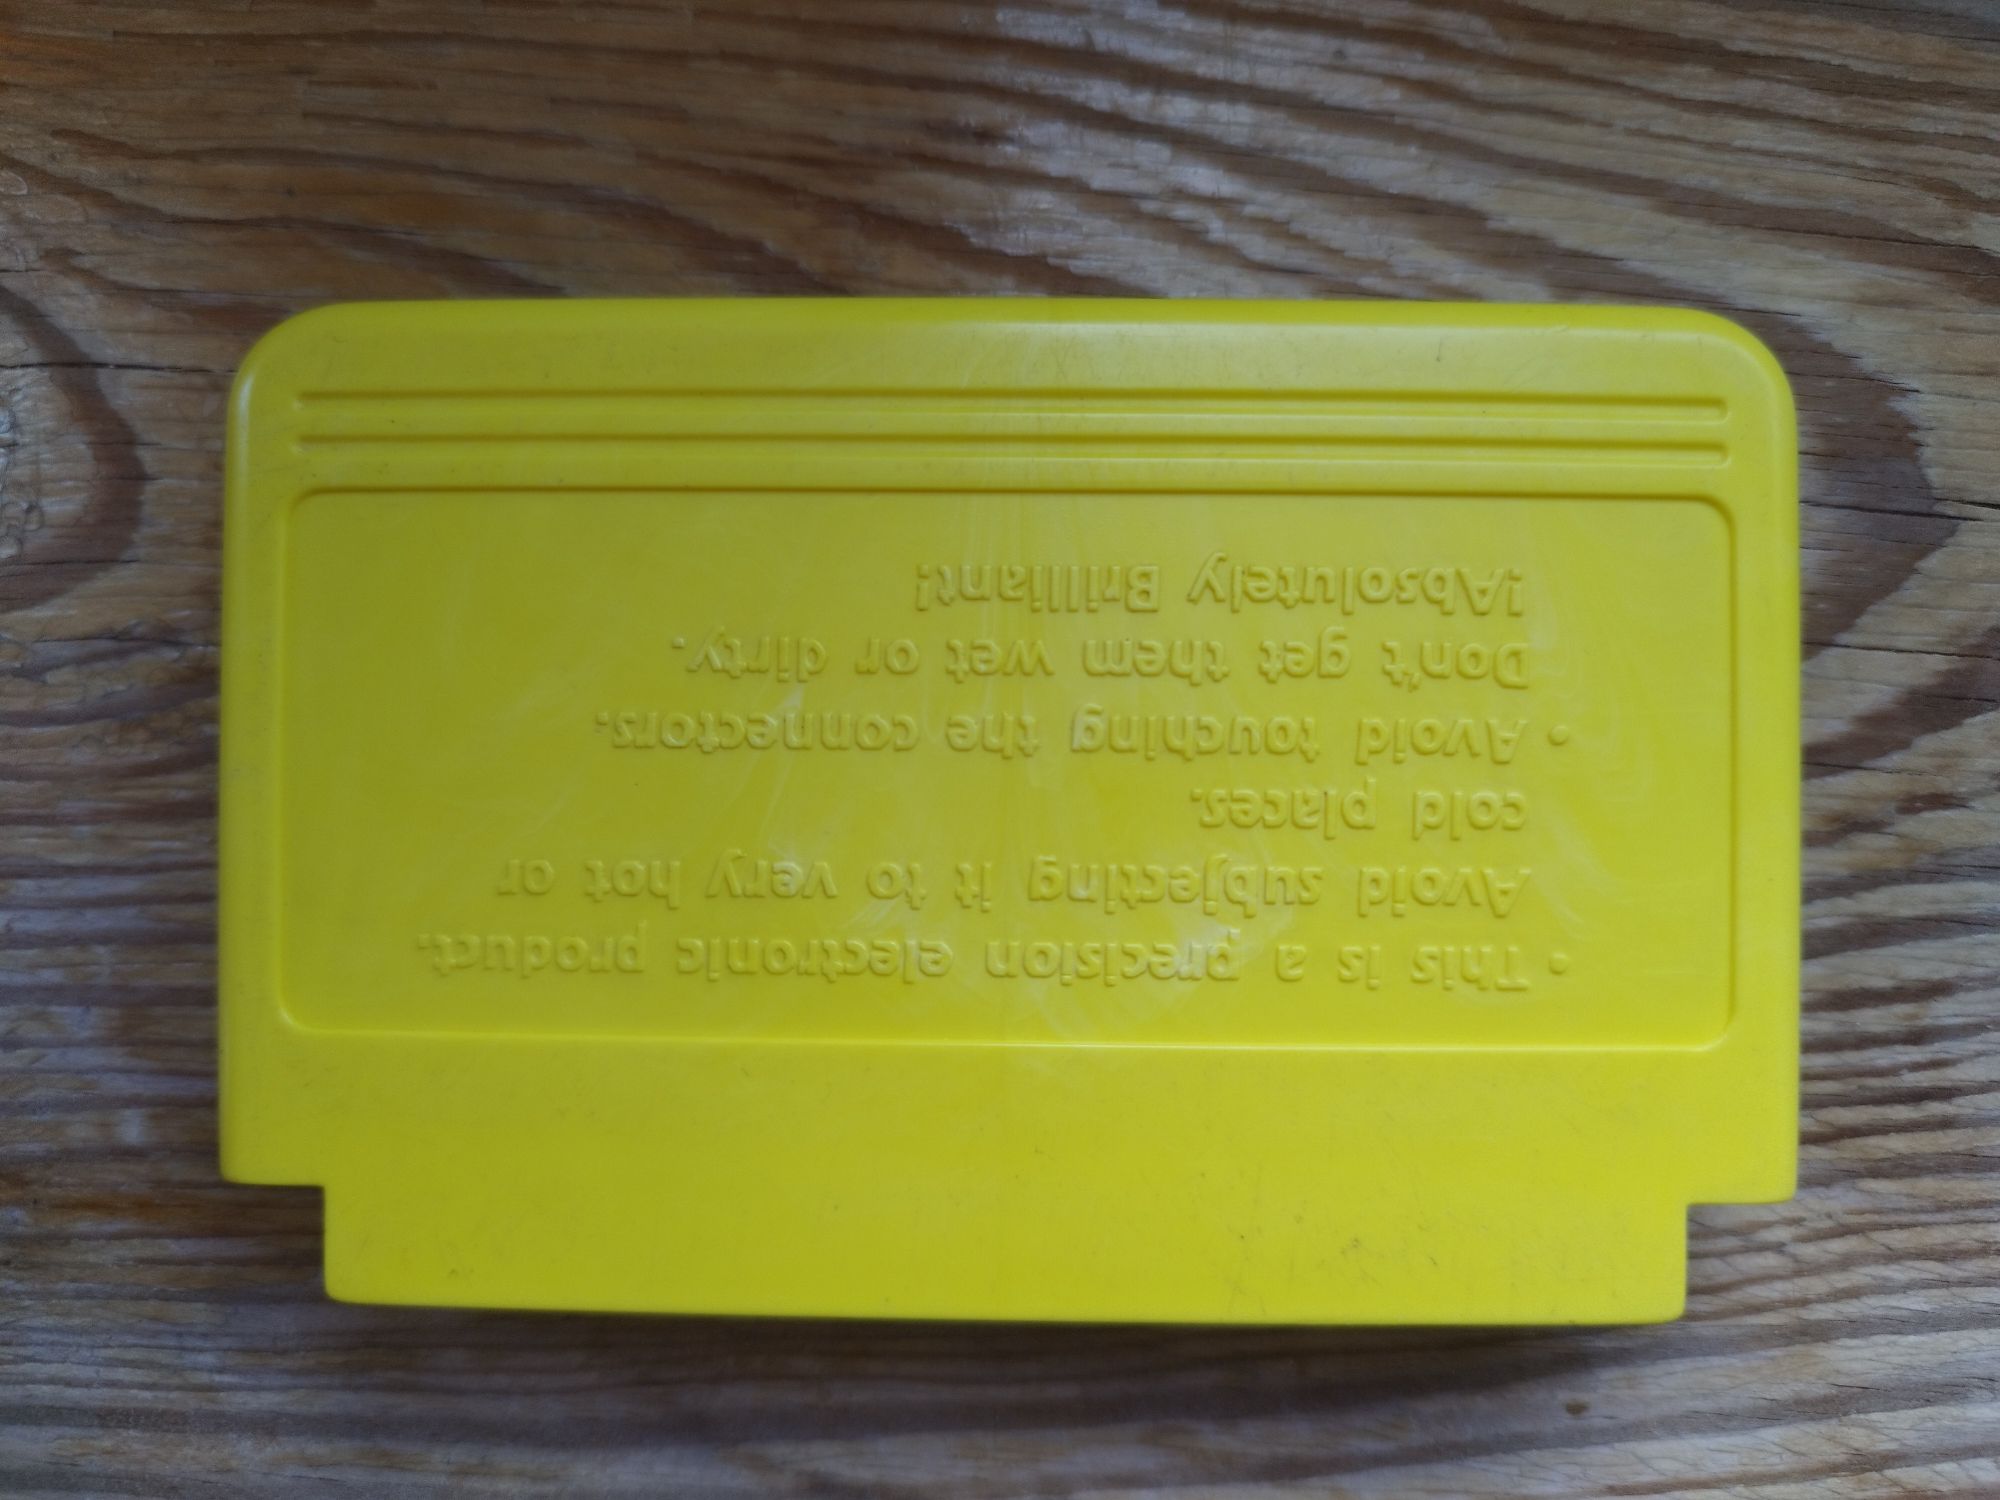 • This is a precision electronic product.
Avoid subjecting it to very hot or
cold places.
• Avoid touching the connectors.
Don't get them wet or dirty.
!Absolutely Brilliant!